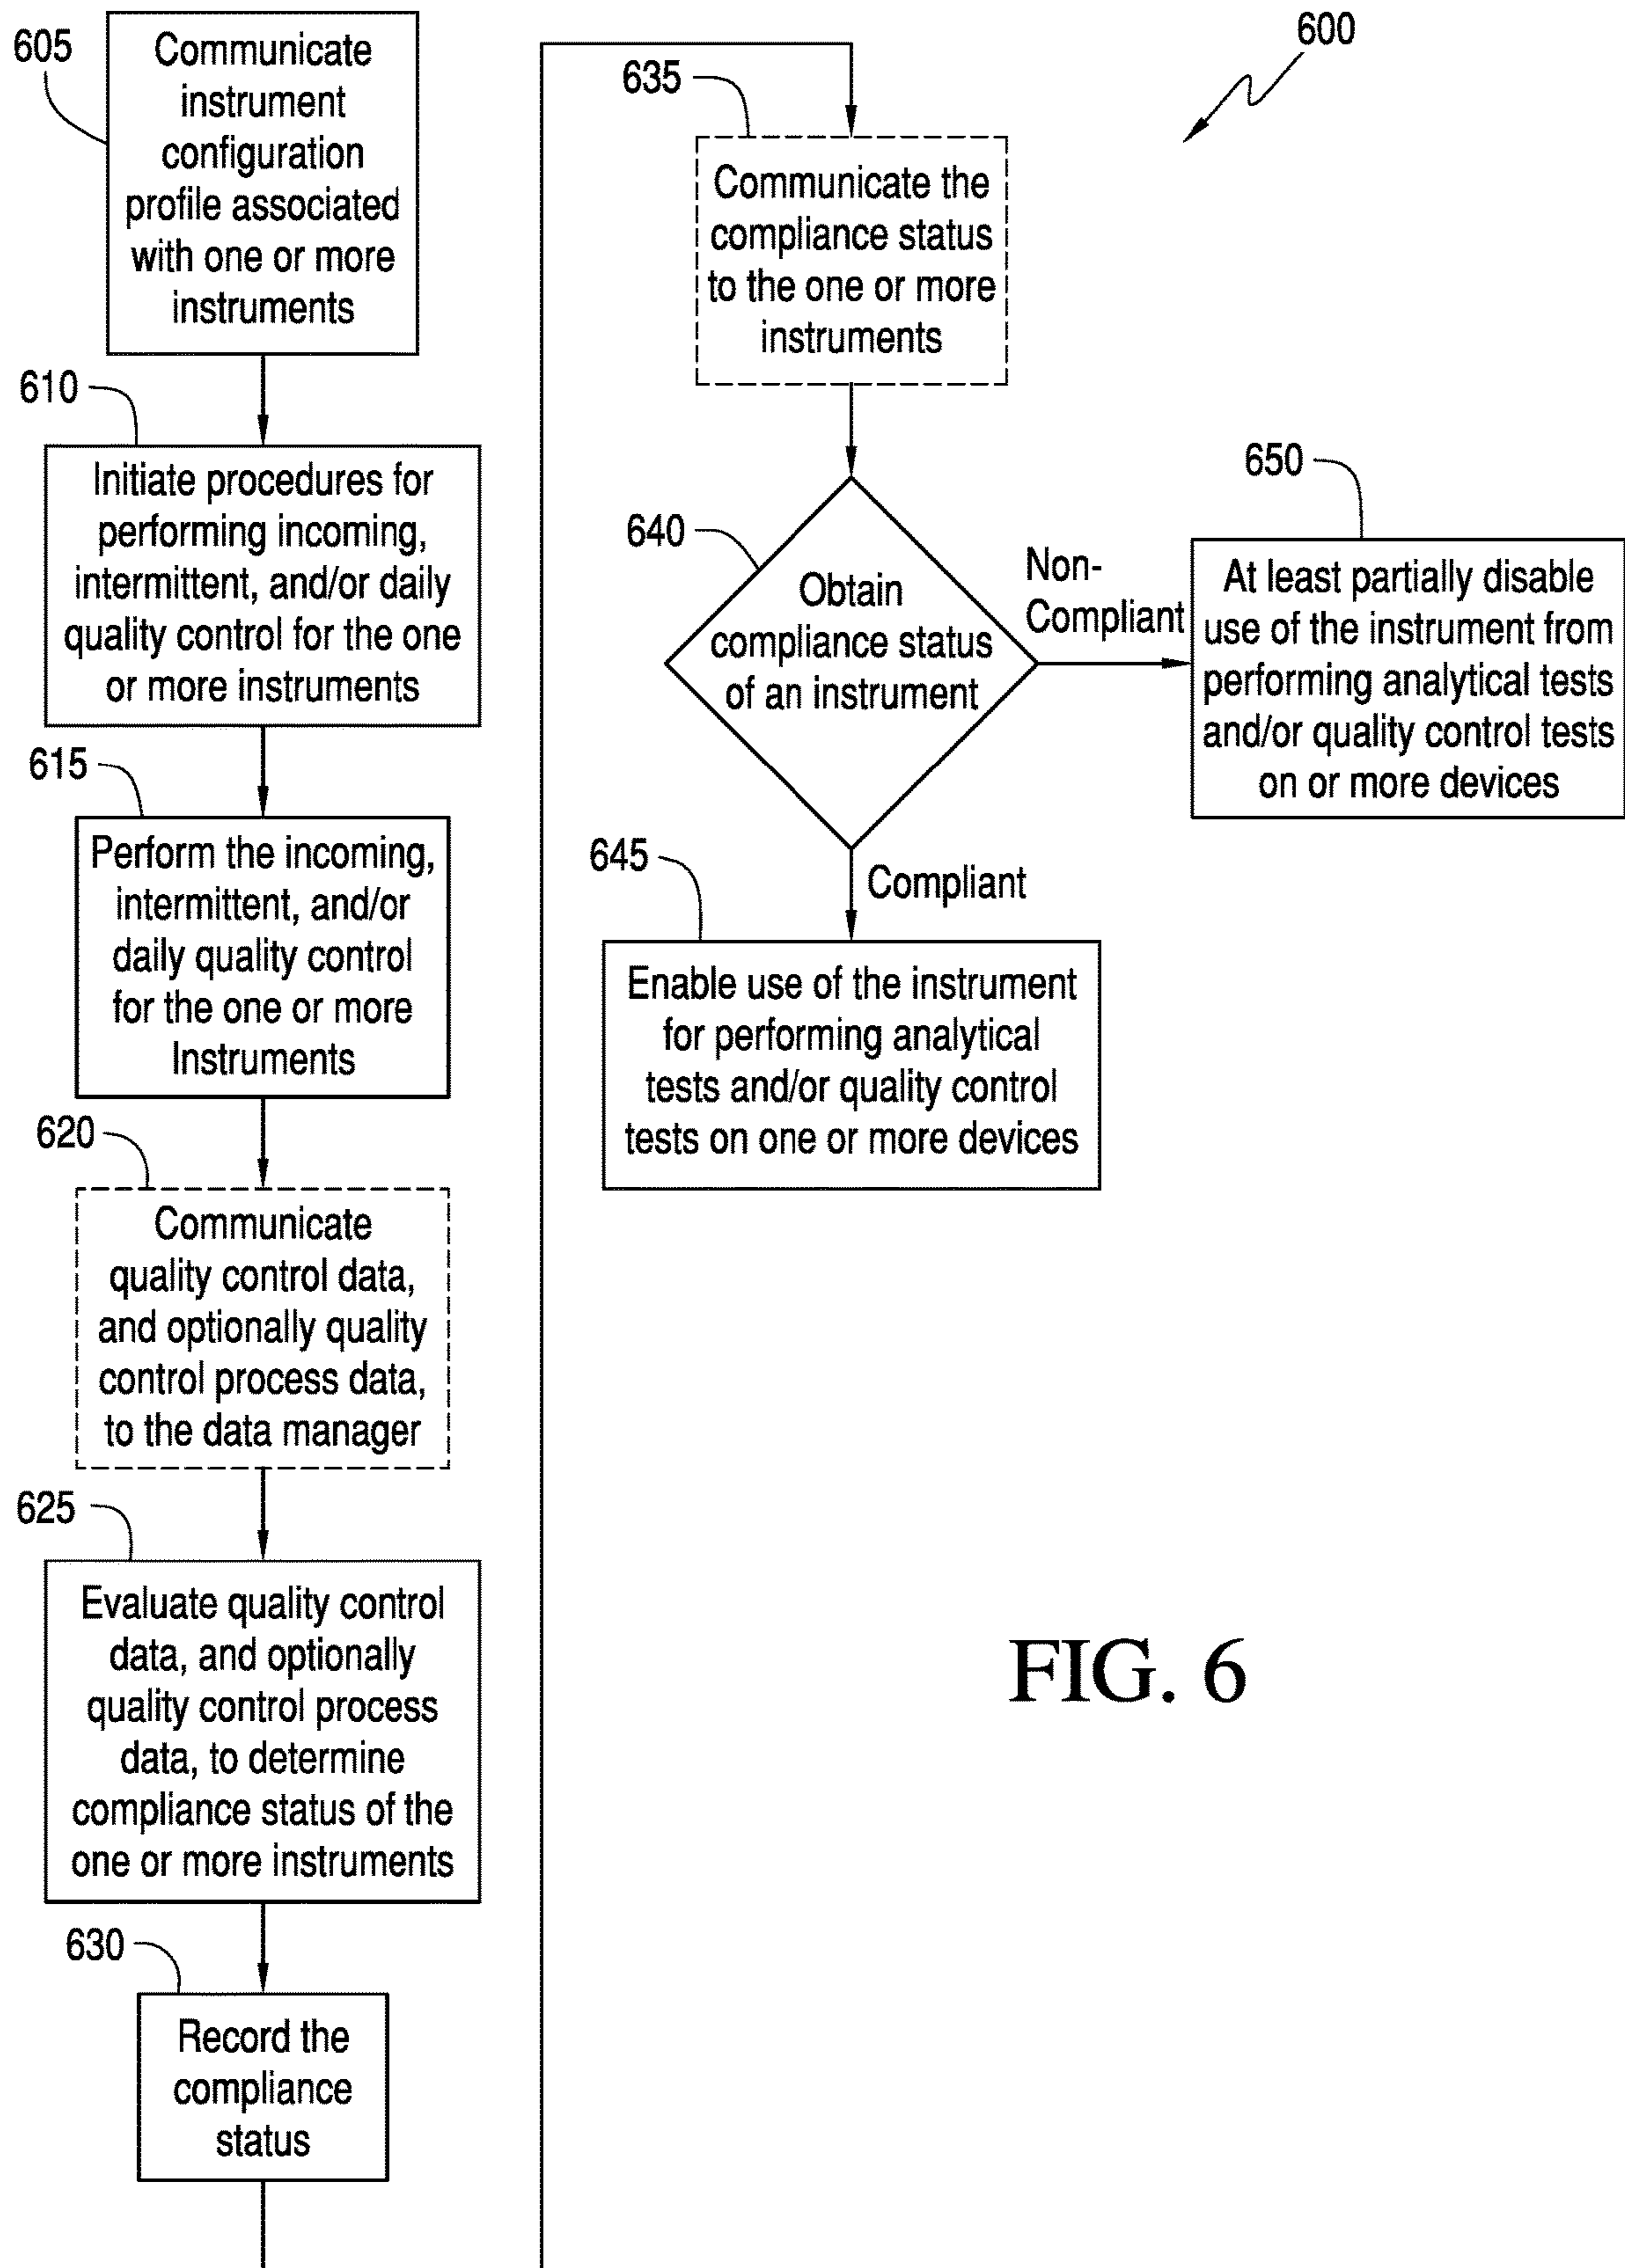 605
Communicate
instrument
configuration
profile associated
with one or more
instruments
610
Initiate procedures for
performing incoming,
intermittent, and/or daily
quality control for the one
or more instruments
615
Perform the incoming,
intermittent, and/or
daily quality control
for the one or more
Instruments
620
Communicate
quality control data,
and optionally quality
control process data,
to the data manager
625
Evaluate quality control
data, and optionally
quality control process
data, to determine
compliance status of the
one or more instruments
630
Record the
compliance
status
600
635
Communicate the
compliance status
to the one or more
instruments
640
Obtain
compliance status
of an instrument
Non-
Compliant
650
At least partially disable
use of the instrument from
performing analytical tests
and/or quality control tests
on or more devices
Compliant
645
Enable use of the instrument
for performing analytical
tests and/or quality control
tests on one or more devices
FIG. 6